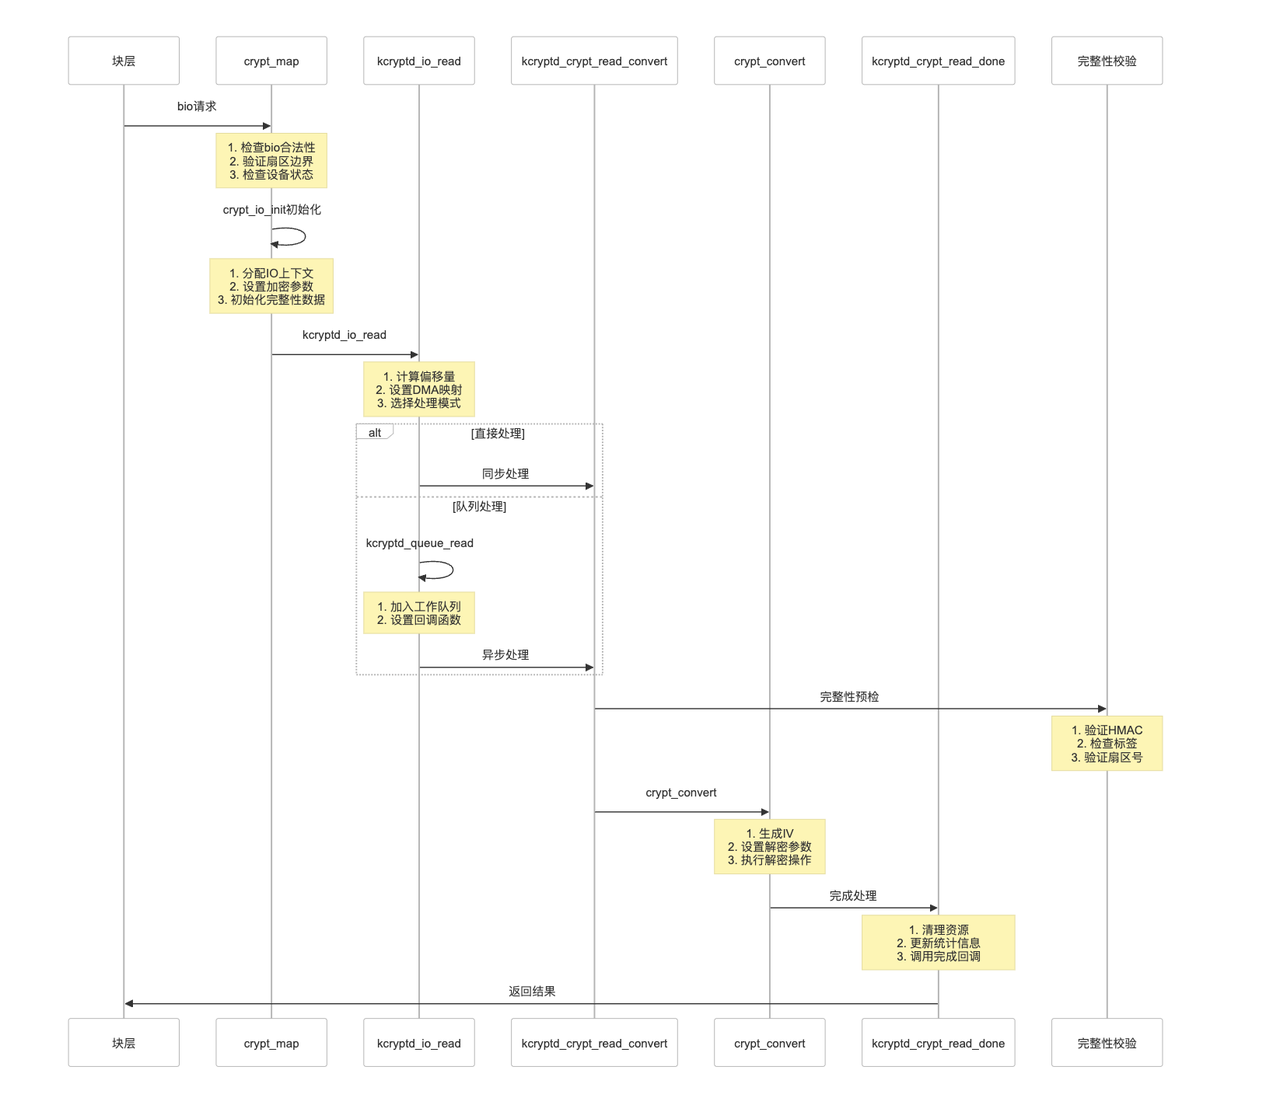 块层
crypt_map
kcryptd_io_read
kcryptd_crypt_read_convert
crypt_convert
kcryptd_crypt_read_done
完整性校验
bio请求
1. 检查bio合法性
2. 验证扇区边界
3. 检查设备状态
crypt_io_init初始化
1. 分配IO上下文
2. 设置加密参数
3. 初始化完整性数据
kcryptd_io_read
1. 计算偏移量
2. 设置DMA映射
3. 选择处理模式
alt
[直接处理]
同步处理
[队列处理]
kcryptd_queue_read
1. 加入工作队列
2. 设置回调函数
异步处理
完整性预检
1. 验证HMAC
2. 检查标签
3. 验证扇区号
crypt_convert
1. 生成IV
2. 设置解密参数
3. 执行解密操作
完成处理
1. 清理资源
2. 更新统计信息
3. 调用完成回调
返回结果
块层
crypt_map
kcryptd_io_read
kcryptd_crypt_read_convert
crypt_convert
kcryptd_crypt_read_done
完整性校验